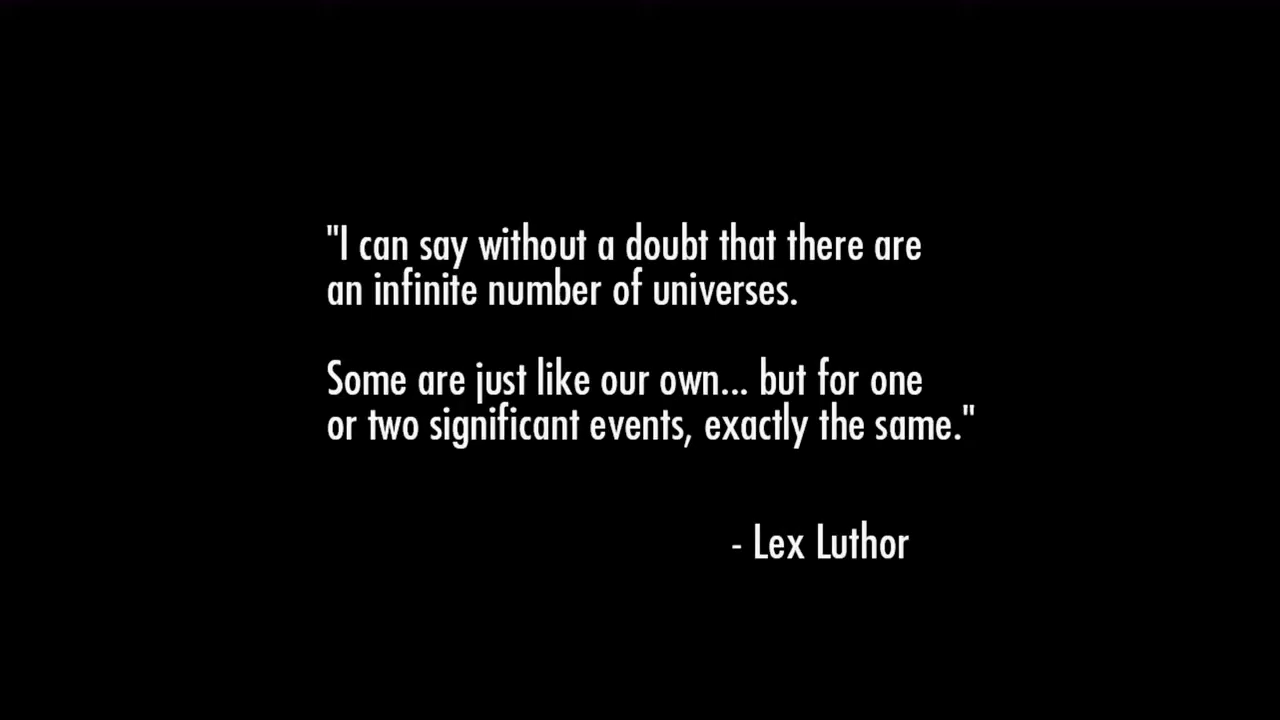 "I can say without a doubt that there are
an infinite number of universes.
Some are just like our own... but for one
or two significant events, exactly the same."
- Lex Luthor